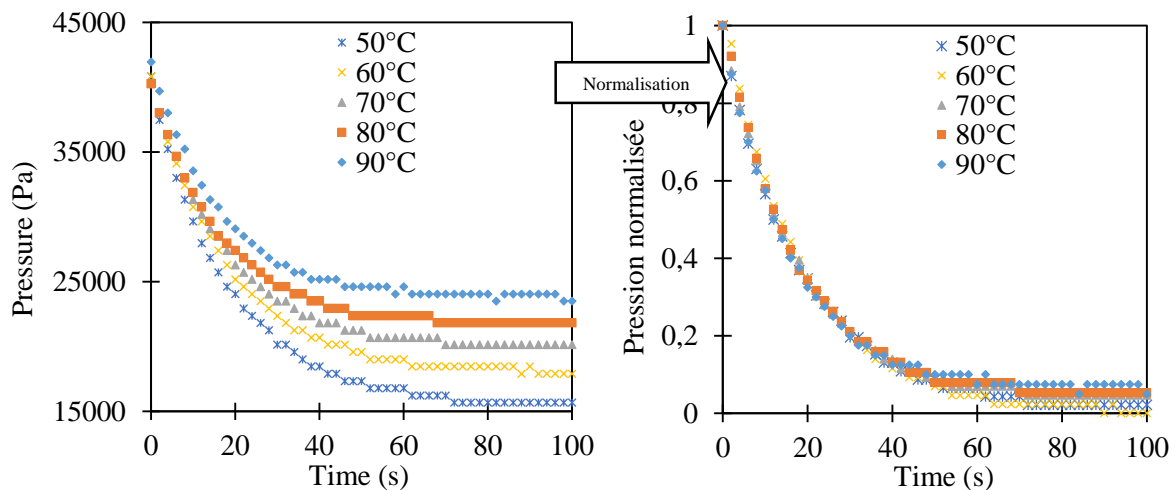 45000
35000
25000
15000
Pressure (Pa)
50°C
60°C
70°C
80°C
90°C
0
20
40
60
80
100
Time (s)
Normalisation
1
0,8
0,6
0,4
0,2
0
Pression normalisée
50°C
60°C
70°C
80°C
90°C
0
20
40
60
80
100
Time (s)